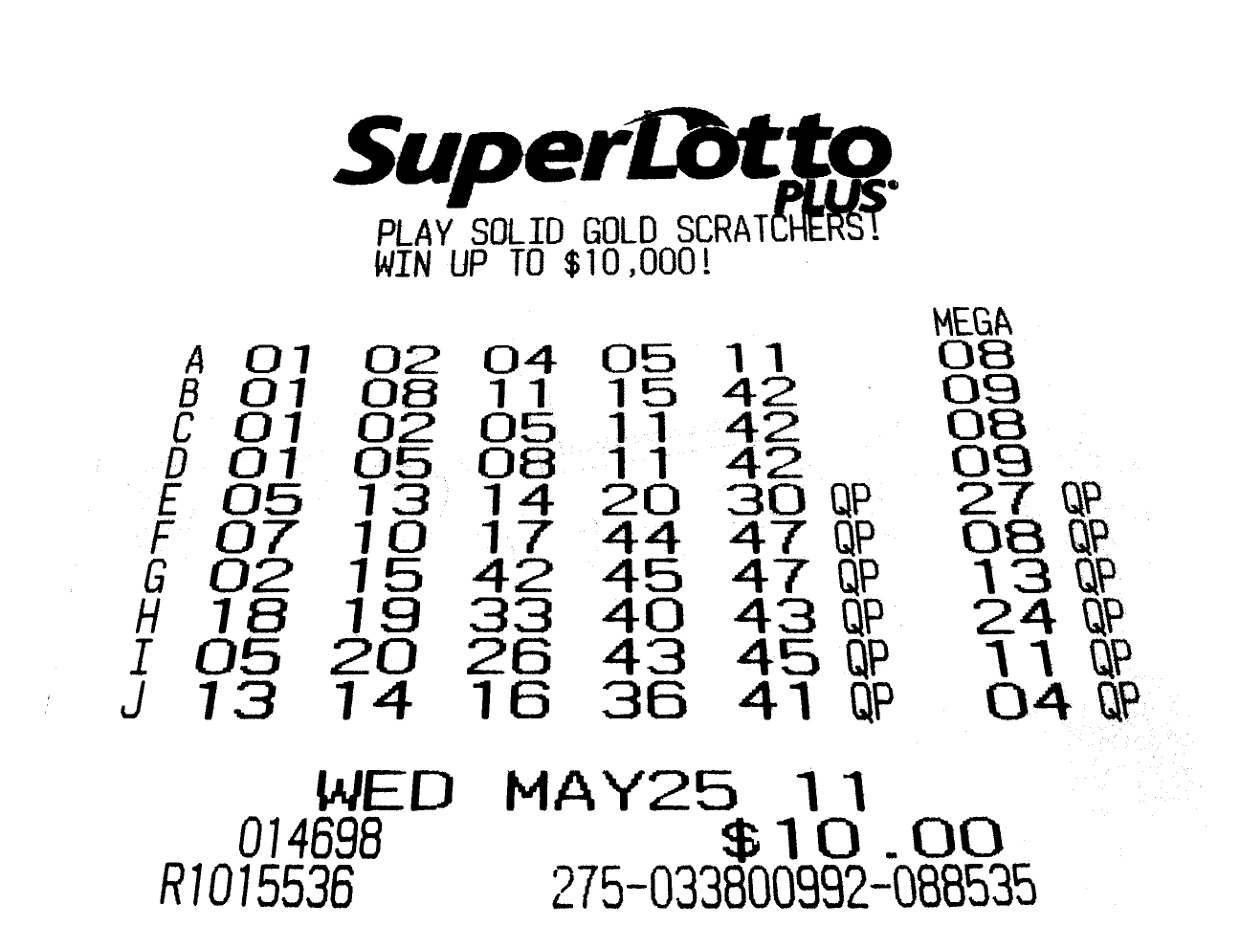 SuperLotto
PLUS
PLAY SOLID GOLD SCRATCHERS!
WIN UP TO $10,000!
MEGA
A 01 02 04 05 11 08
B 01 08 11 15 42 09
C 01 02 05 11 42 08
D 01 05 08 11 42 09
E 05 13 14 20 30 QP 27 QP
F 07 10 17 44 47 QP 08 QP
G 02 15 42 45 47 QP 13 QP
H 18 19 33 40 43 QP 24 QP
I 05 20 26 43 45 QP 11 QP
J 13 14 16 36 41 QP 04 QP
WED MAY25 11
014698 $10.00
R1015536 275-033800992-088535